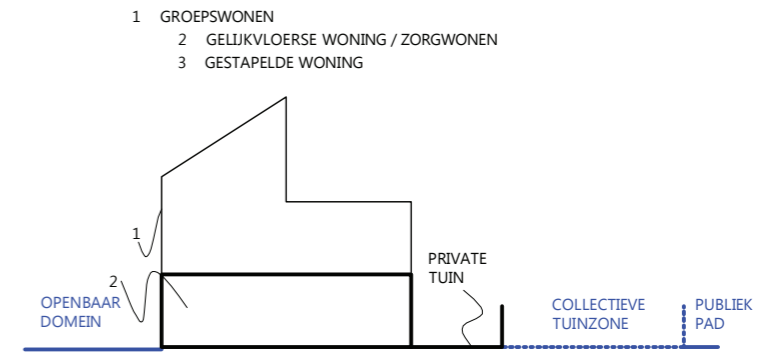 1 GROEPSWONEN
2 GELIJKVLOERSE WONING / ZORGWONEN
3 GESTAPELDE WONING
1
2
OPENBAAR
DOMEIN
PRIVATE
TUIN
COLLECTIEVE
TUINZONE
PUBLIEK
PAD